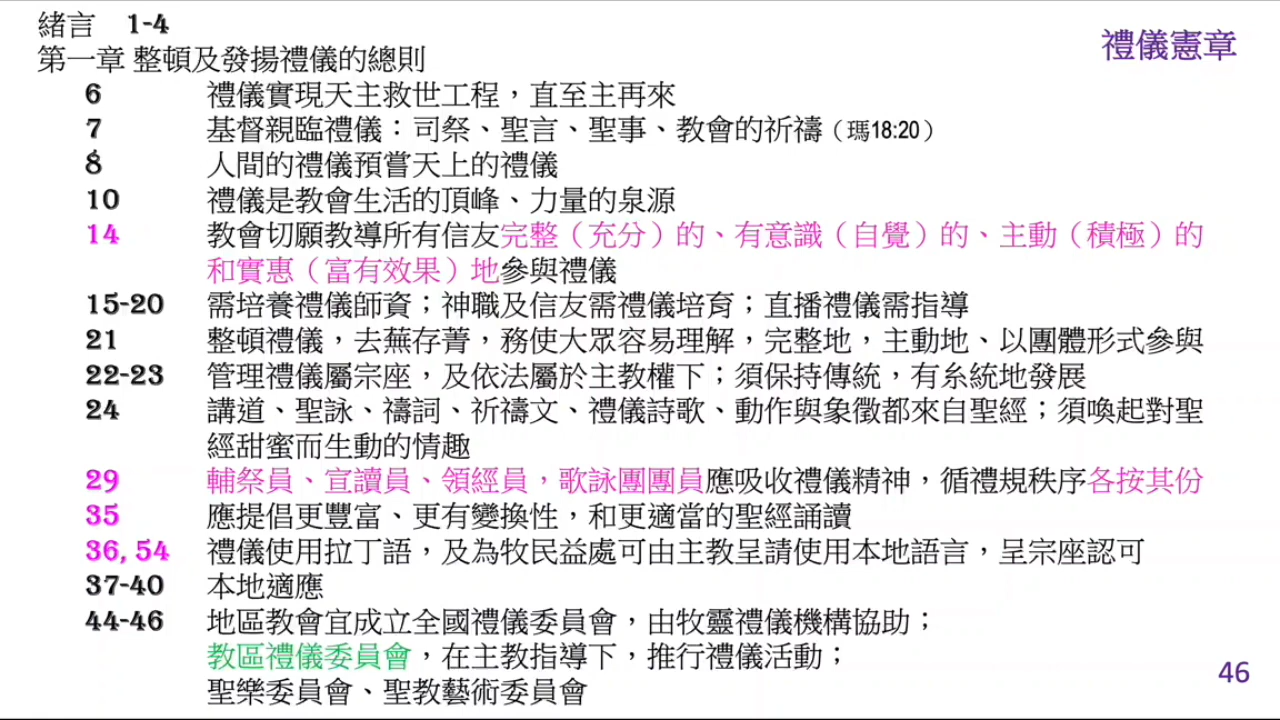 緒言 1-4
禮儀憲章
第一章 整頓及發揚禮儀的總則
6 禮儀實現天主救世工程，直至主再來
7 基督親臨禮儀：司祭、聖言、聖事、教會的祈禱（瑪18:20）
8 人間的禮儀預嘗天上的禮儀
10 禮儀是教會生活的頂峰、力量的泉源
14 教會切願教導所有信友完整（充分）的、有意識（自覺）的、主動（積極）的
和實惠（富有效果）地參與禮儀
15-20 需培養禮儀師資；神職及信友需禮儀培育；直播禮儀需指導
21 整頓禮儀，去蕪存菁，務使大眾容易理解，完整地，主動地、以團體形式參與
22-23 管理禮儀屬宗座，及依法屬於主教權下；須保持傳統，有系統地發展
24 講道、聖詠、禱詞、祈禱文、禮儀詩歌、動作與象徵都來自聖經；須喚起對聖
經甜蜜而生動的情趣
29 輔祭員、宣讀員、領經員，歌詠團團員應吸收禮儀精神，循禮規秩序各按其份
35 應提倡更豐富、更有變換性，和更適當的聖經誦讀
36, 54 禮儀使用拉丁語，及為牧民益處可由主教呈請使用本地語言，呈宗座認可
37-40 本地適應
44-46 地區教會宜成立全國禮儀委員會，由牧靈禮儀機構協助；
教區禮儀委員會，在主教指導下，推行禮儀活動；
聖樂委員會、聖教藝術委員會
46